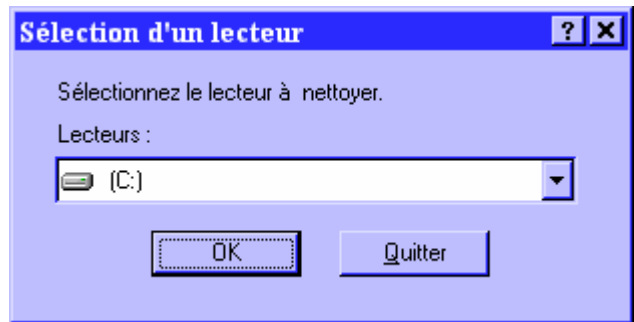 Sélection d'un lecteur ? ×
Sélectionnez le lecteur à nettoyer.
Lecteurs :
(C:)
OK Quitter